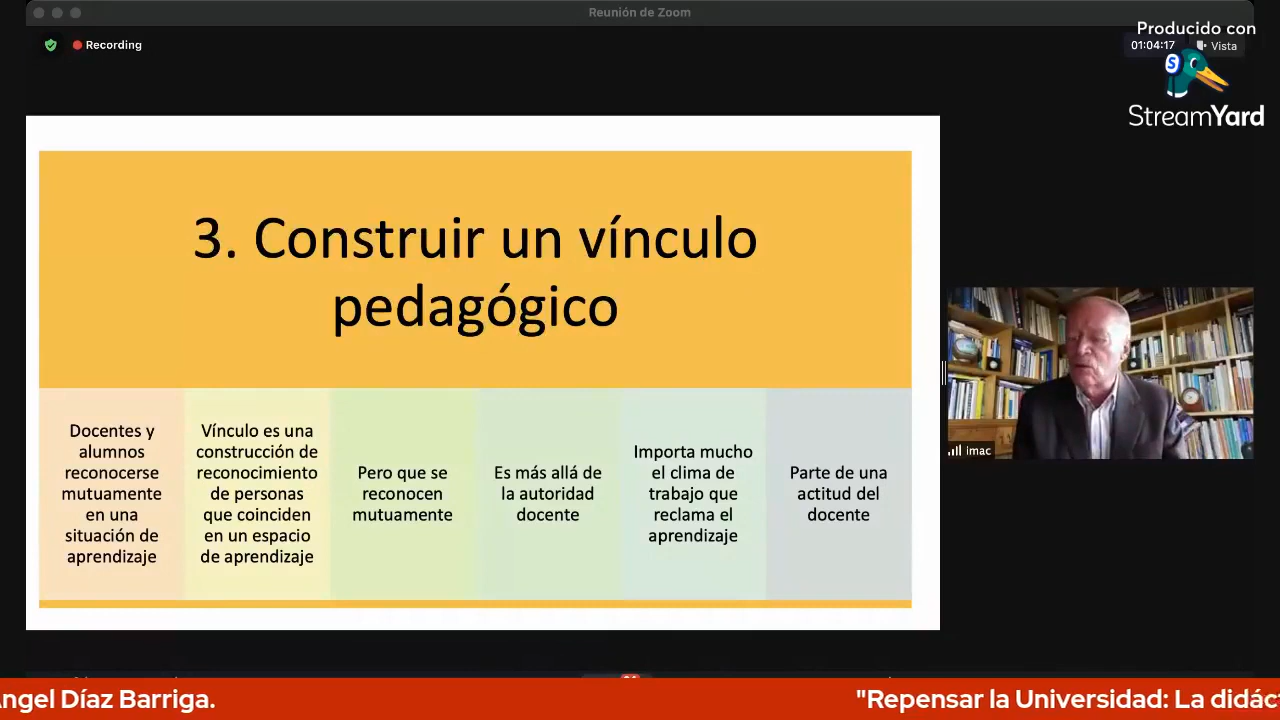 Reunión de Zoom
Recording
Producido con
01:04:17
Vista
StreamYard
3. Construir un vínculo
pedagógico
Docentes y
alumnos
reconocerse
mutuamente
en una
situación de
aprendizaje
Vínculo es una
construcción de
reconocimiento
de personas
que coinciden
en un espacio
de aprendizaje
Pero que se
reconocen
mutuamente
Es más allá de
la autoridad
docente
Importa mucho
el clima de
trabajo que
reclama el
aprendizaje
Parte de una
actitud del
docente
imac
Angel Díaz Barriga.
"Repensar la Universidad: La didác